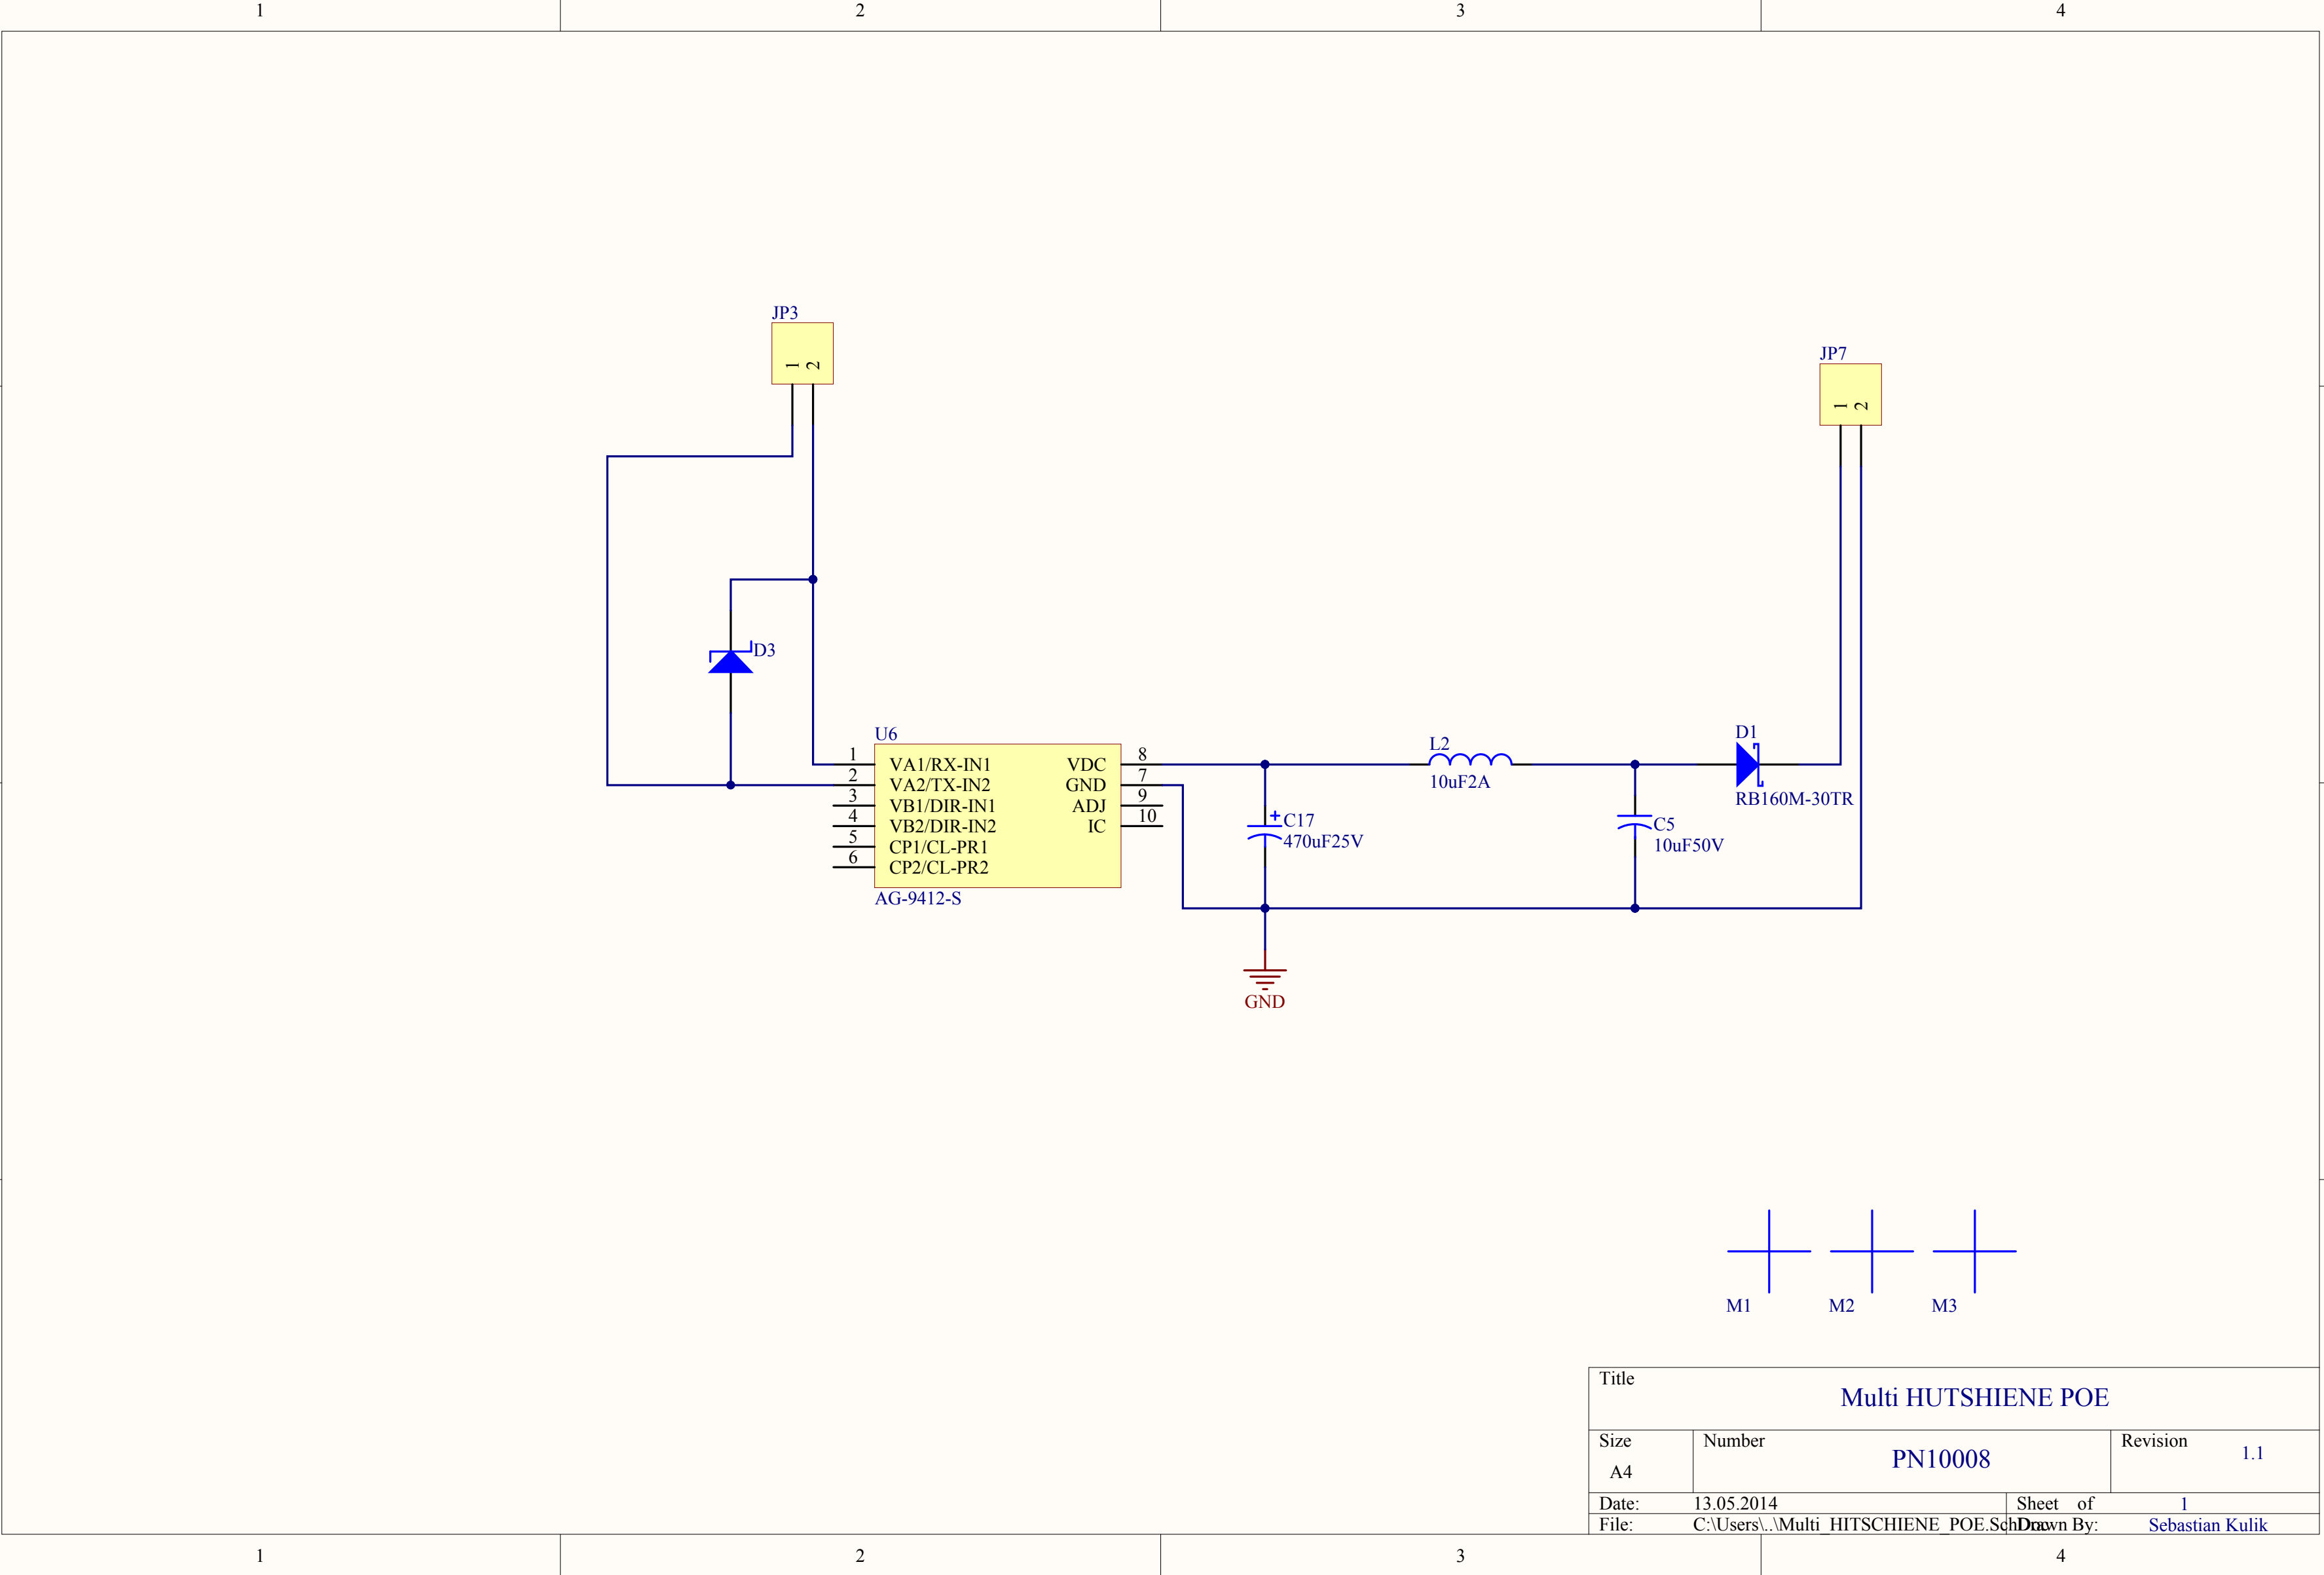 1 2 3 4
JP3
1 2
JP7
1 2
D3
U6
1 VA1/RX-IN1 VDC 8
2 VA2/TX-IN2 GND 7
3 VB1/DIR-IN1 ADJ 9
4 VB2/DIR-IN2 IC 10
5 CP1/CL-PR1
6 CP2/CL-PR2
AG-9412-S
L2
10uF2A
D1
RB160M-30TR
+ C17
470uF25V
C5
10uF50V
GND
M1 M2 M3
Title
Multi HUTSHIENE POE
Size Number Revision
A4 PN10008 1.1
Date: 13.05.2014 Sheet of 1
File: C:\Users\..\Multi_HITSCHIENE_POE.SchDoc Drawn By: Sebastian Kulik
1 2 3 4